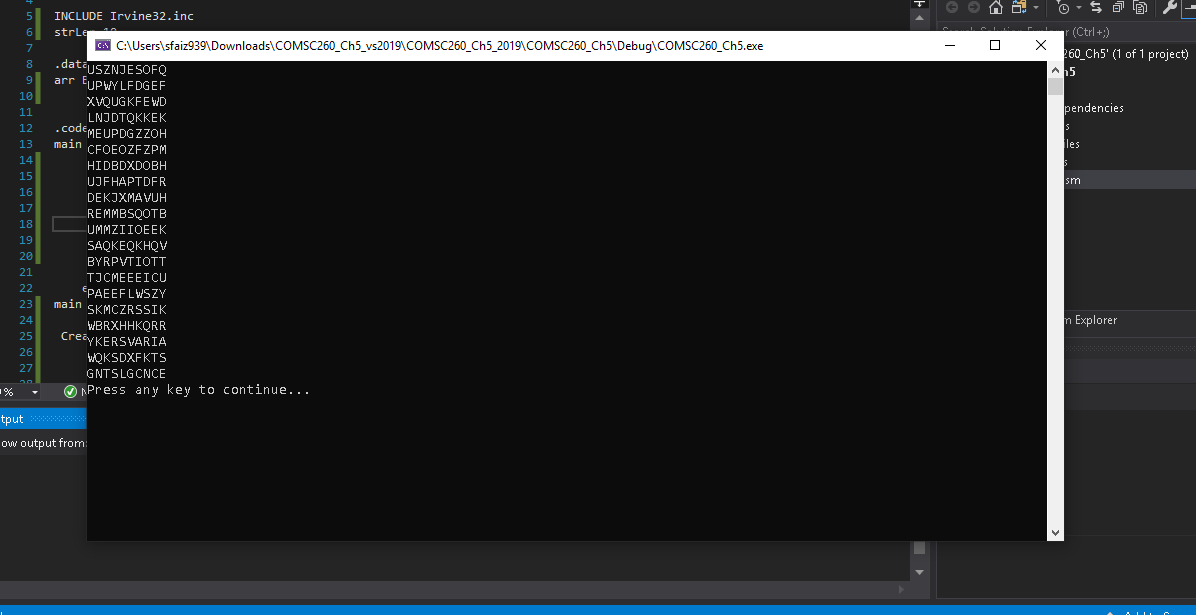 5 INCLUDE Irvine32.inc
6
7
8 .data
9 arr
10
11
12 .code
13 main
14
15
16
17
18
19
20
21
22
23 main
24
25
26
27
C:\Users\sfaiz939\Downloads\COMSC260_Ch5_vs2019\COMSC260_Ch5_2019\COMSC260_Ch5\Debug\COMSC260_Ch5.exe
USZNJESOFQ
UPWYLFDGEF
XVQUGKFEWD
LNJDTQKKEK
MEUPDGZZOH
CFOEOZFZPM
HIDBDXDOBH
UJFHAPTDFR
DEKJXMAVUH
REMMBSQOTB
UMMZIIOEEK
SAQKEQKHQV
BYRPVTIOTT
TJCMEEEICU
PAEEFLWSZY
SKMCZRSSIK
WBRXHHKQRR
YKERSVARIA
WQKSDXFKTS
GNTSLGCNCE
Press any key to continue...
(Ctrl+;)
260_Ch5' (1 of 1 project)
h5
pendencies
s
iles
s
sm
m Explorer
%
tput
ow output from: